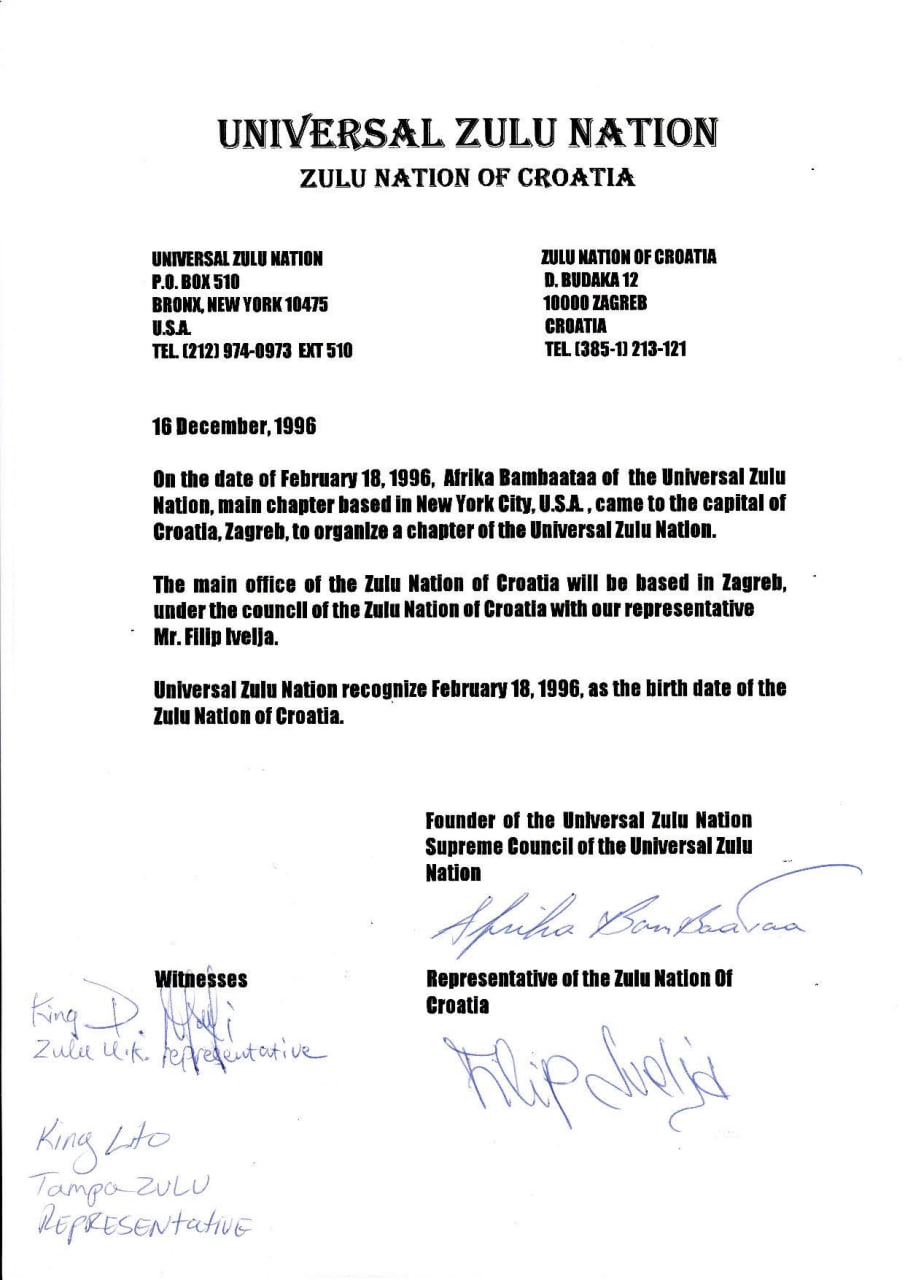 UNIVERSAL ZULU NATION
ZULU NATION OF CROATIA
UNIVERSAL ZULU NATION
P.O. BOX 510
BRONX, NEW YORK 10475
U.S.A.
TEL. (212) 974-0973 EXT 510
ZULU NATION OF CROATIA
D. BUDAKA 12
10000 ZAGREB
CROATIA
TEL. (385-1) 213-121
16 December, 1996
On the date of February 18, 1996, Afrika Bambaataa of the Universal Zulu
Nation, main chapter based in New York City, U.S.A. , came to the capital of
Croatia, Zagreb, to organize a chapter of the Universal Zulu Nation.
The main office of the Zulu Nation of Croatia will be based in Zagreb,
under the council of the Zulu Nation of Croatia with our representative
Mr. Filip Ivelja.
Universal Zulu Nation recognize February 18, 1996, as the birth date of the
Zulu Nation of Croatia.
Founder of the Universal Zulu Nation
Supreme Council of the Universal Zulu
Nation
Afrika Bambaataa
Witnesses
King D.
Zulu U.K. representative
Representative of the Zulu Nation Of
Croatia
Filip Ivelja
King Lito
Tampa ZULU
REPRESENtatiVE